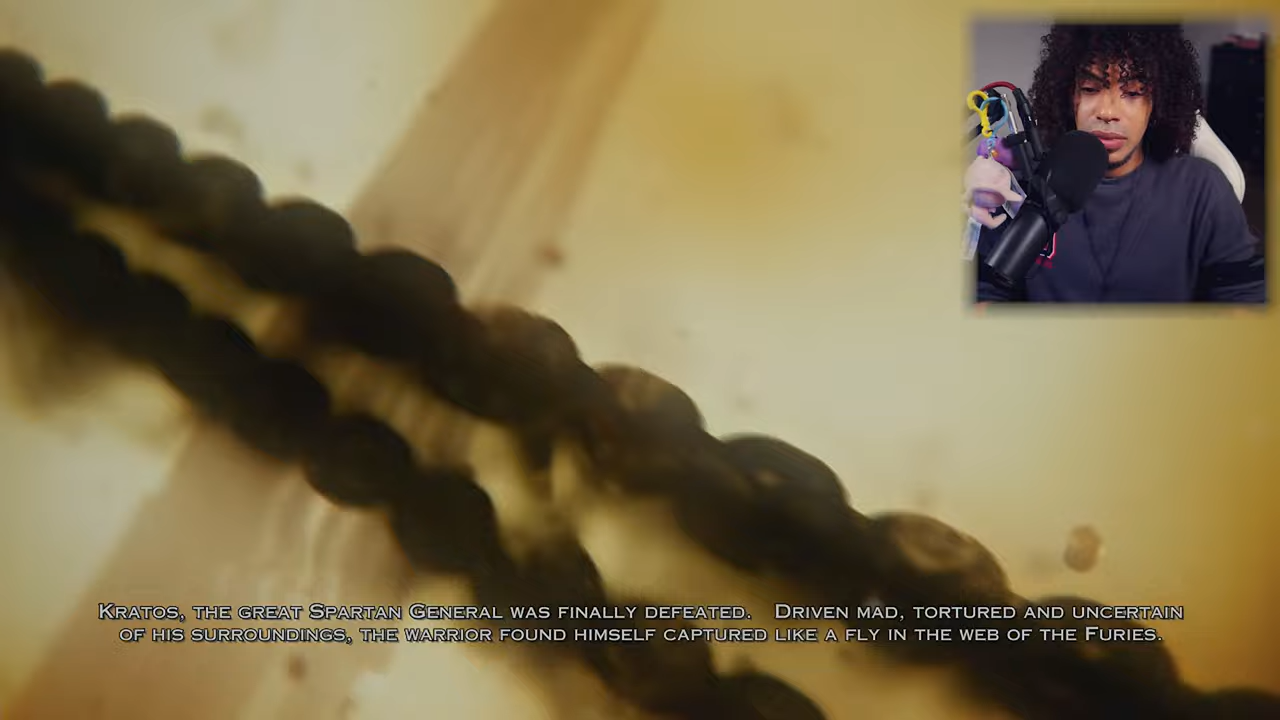 Kratos, the great Spartan General was finally defeated. Driven mad, tortured and uncertain
of his surroundings, the warrior found himself captured like a fly in the web of the Furies.